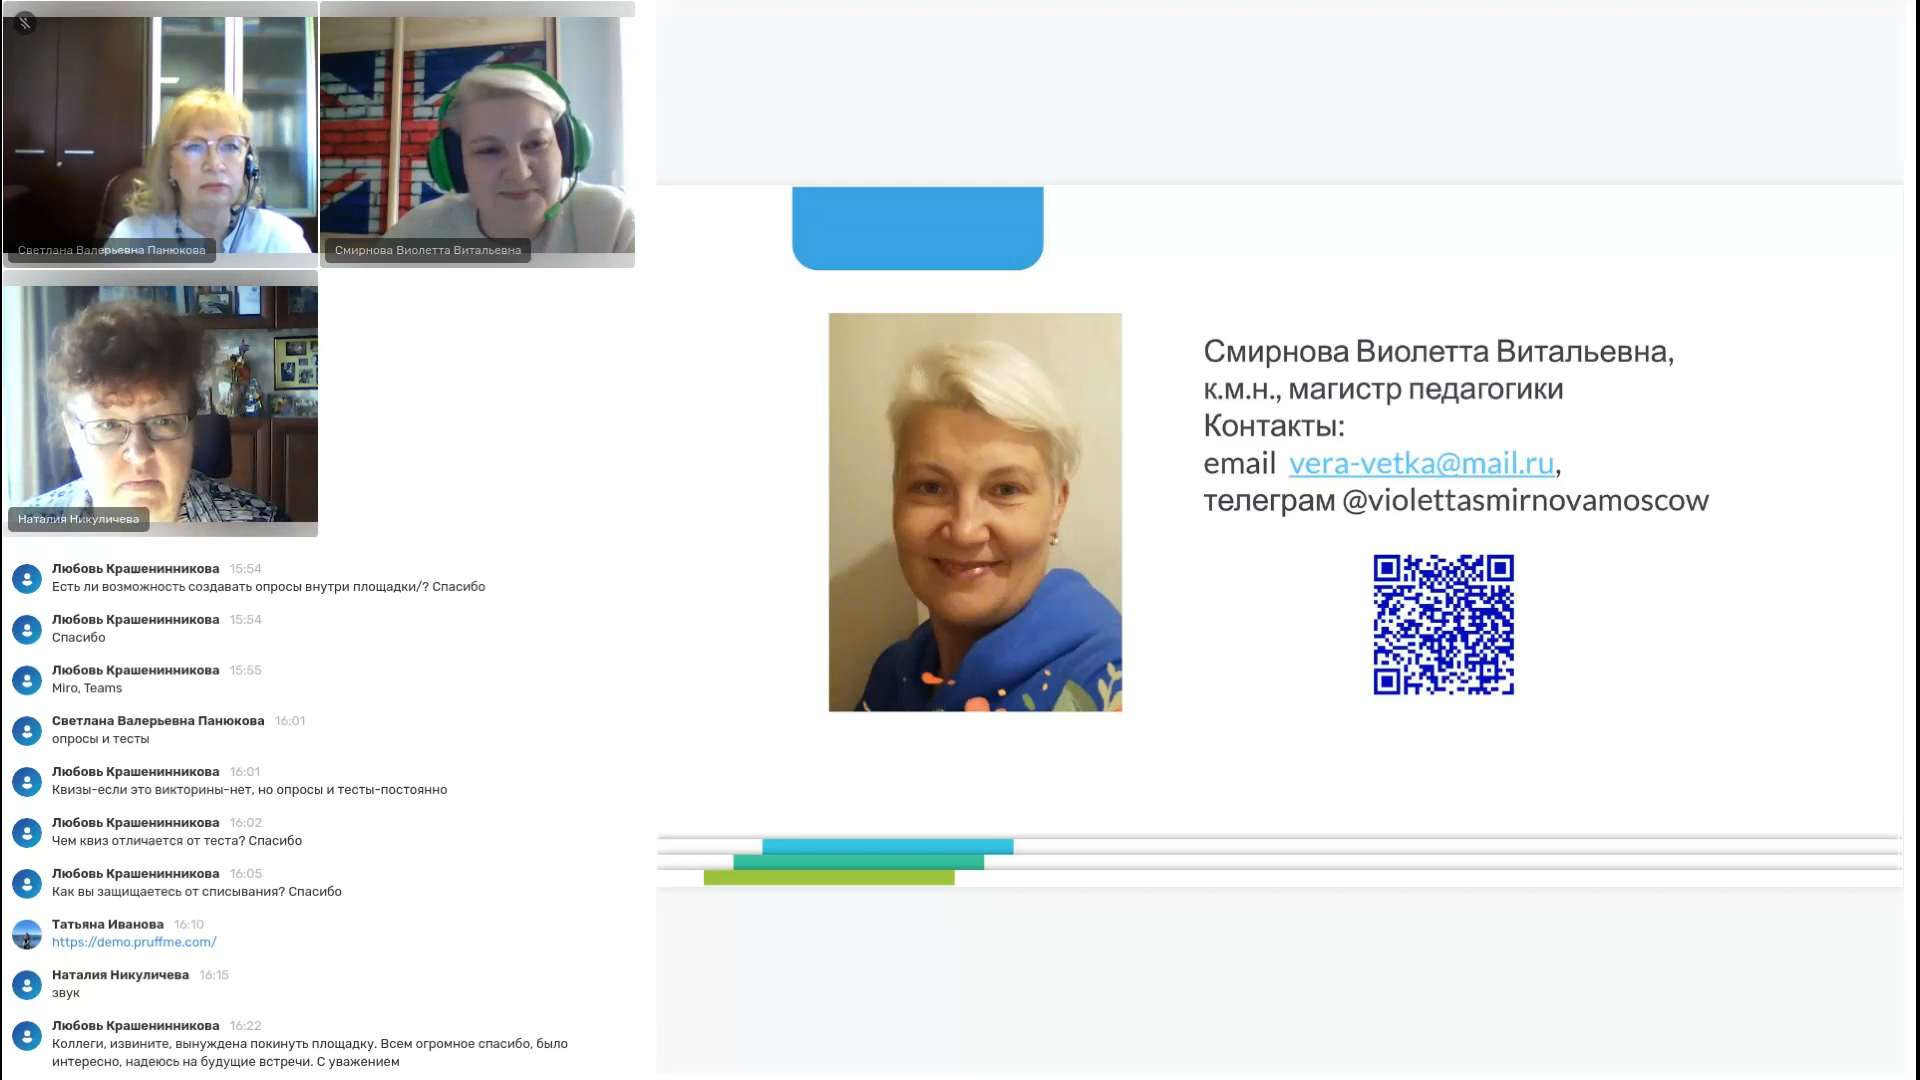 Светлана Валерьевна Панюкова
Смирнова Виолетта Витальевна
Наталия Никуличева
Любовь Крашенинникова 15:54
Есть ли возможность создавать опросы внутри площадки/? Спасибо
Любовь Крашенинникова 15:54
Спасибо
Любовь Крашенинникова 15:55
Miro, Teams
Светлана Валерьевна Панюкова 16:01
опросы и тесты
Любовь Крашенинникова 16:01
Квизы-если это викторины-нет, но опросы и тесты-постоянно
Любовь Крашенинникова 16:02
Чем квиз отличается от теста? Спасибо
Любовь Крашенинникова 16:05
Как вы защищаетесь от списывания? Спасибо
Татьяна Иванова 16:10
https://demo.pruffme.com/
Наталия Никуличева 16:15
звук
Любовь Крашенинникова 16:22
Коллеги, извините, вынуждена покинуть площадку. Всем огромное спасибо, было
интересно, надеюсь на будущие встречи. С уважением
Смирнова Виолетта Витальевна,
к.м.н., магистр педагогики
Контакты:
email vera-vetka@mail.ru,
телеграм @violettasmirnovamoscow